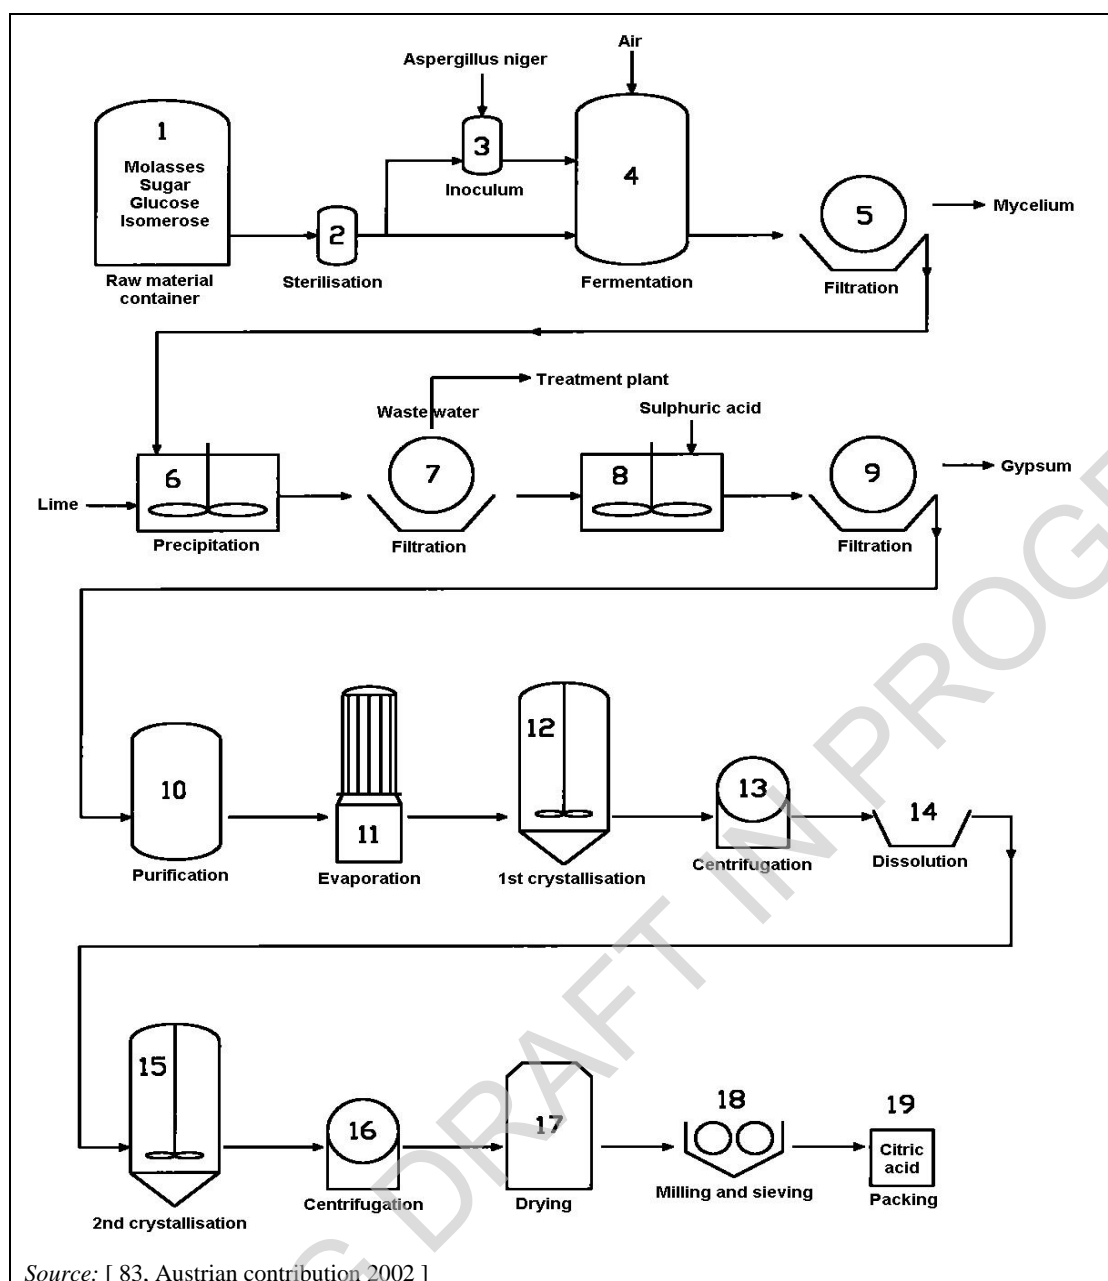 Air
Aspergillus niger
1
Molasses
Sugar
Glucose
Isomerose
Raw material
container
2
Sterilisation
3
Inoculum
4
Fermentation
5
Filtration
Mycelium
Lime
6
Precipitation
Waste water
Treatment plant
7
Filtration
Sulphuric acid
8
9
Filtration
Gypsum
10
Purification
11
Evaporation
12
1st crystallisation
13
Centrifugation
14
Dissolution
15
2nd crystallisation
16
Centrifugation
17
Drying
18
Milling and sieving
19
Citric
acid
Packing
Source: [ 83, Austrian contribution 2002 ]
G DRAFT IN PROGRE